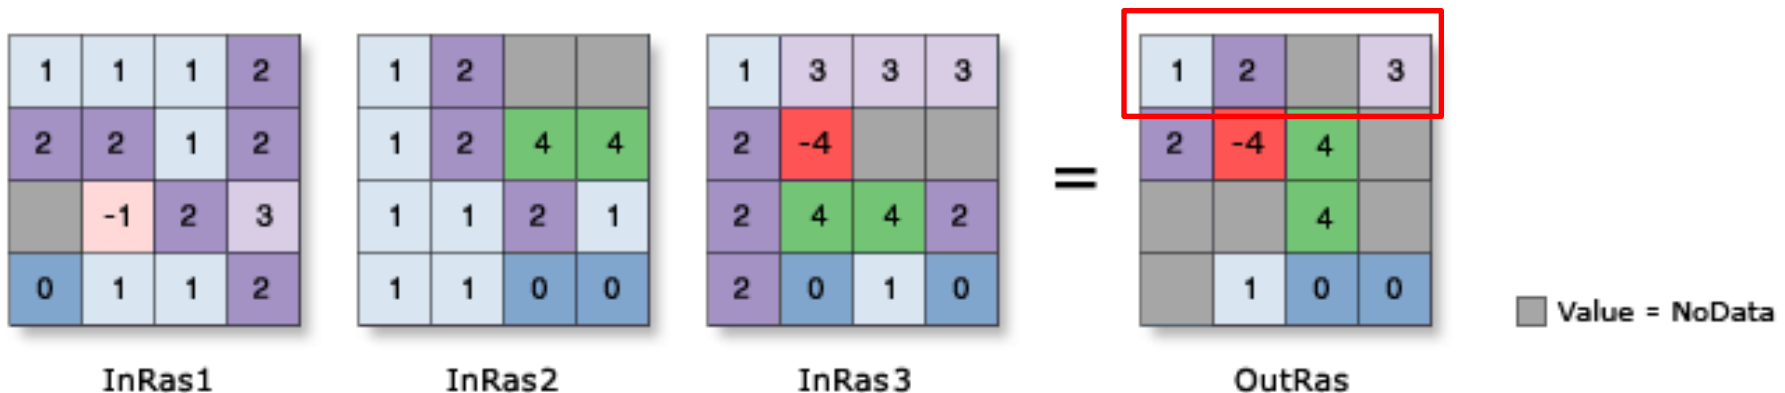 1 1 1 2 1 2 1 3 3 3 1 2 3
2 2 1 2 1 2 4 4 2 -4 2 -4 4
-1 2 3 1 1 2 1 2 4 4 2 = 4
0 1 1 2 1 1 0 0 2 0 1 0 1 0 0
Value = NoData
InRas1 InRas2 InRas3 OutRas